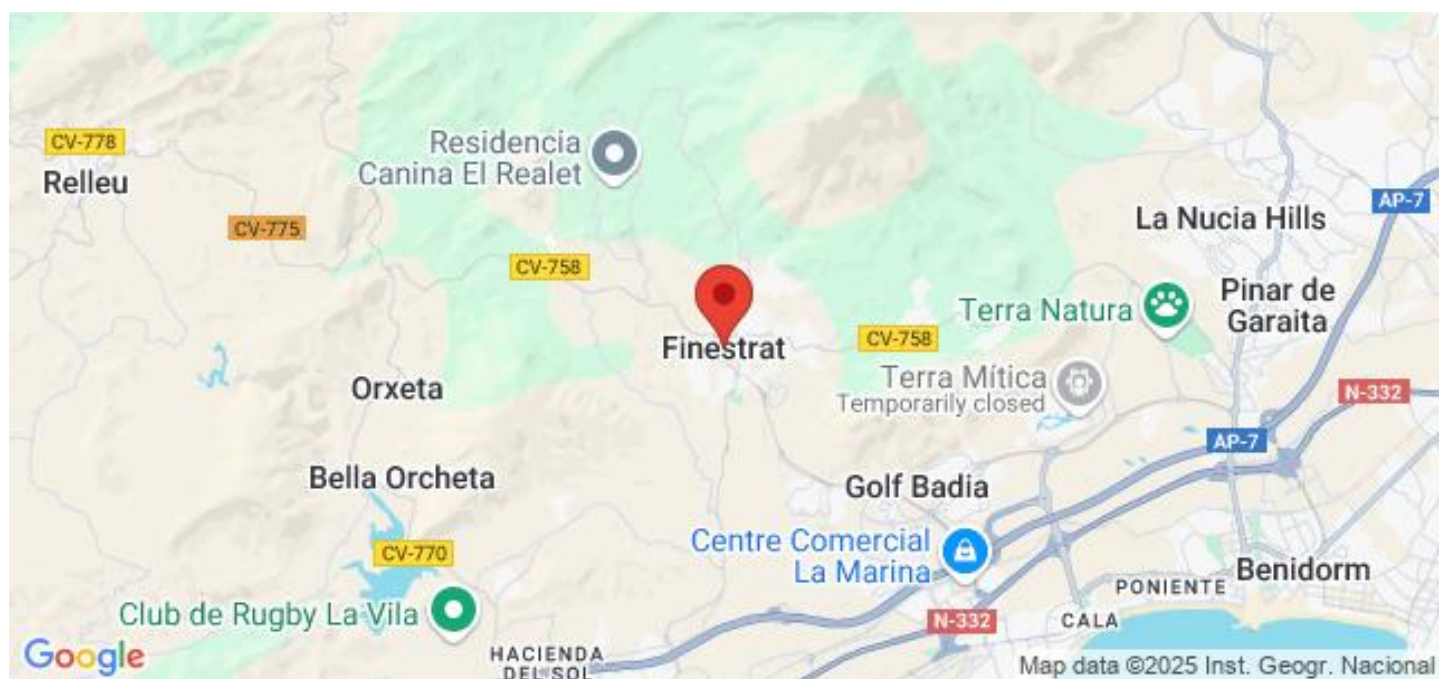 CV-778
Relleu
Residencia
Canina El Realet
CV-775
CV-758
AP-7
La Nucia Hills
Terra Natura
Pinar de
Garaita
Finestrat
CV-758
Terra Mítica
Temporarily closed
N-332
Orxeta
AP-7
Bella Orcheta
Golf Badia
CV-770
Centre Comercial
La Marina
Benidorm
PONIENTE
Club de Rugby La Vila
N-332
CALA
HACIENDA
DEL SOL
Google
Map data ©2025 Inst. Geogr. Nacional